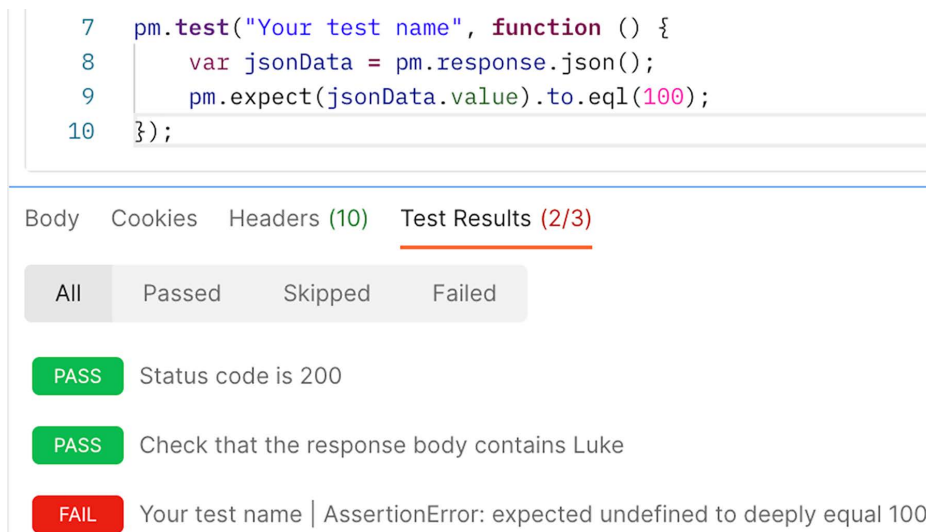 7 pm.test("Your test name", function () {
8 var jsonData = pm.response.json();
9 pm.expect(jsonData.value).to.eql(100);
10 });
Body Cookies Headers (10) Test Results (2/3)
All Passed Skipped Failed
PASS Status code is 200
PASS Check that the response body contains Luke
FAIL Your test name | AssertionError: expected undefined to deeply equal 100